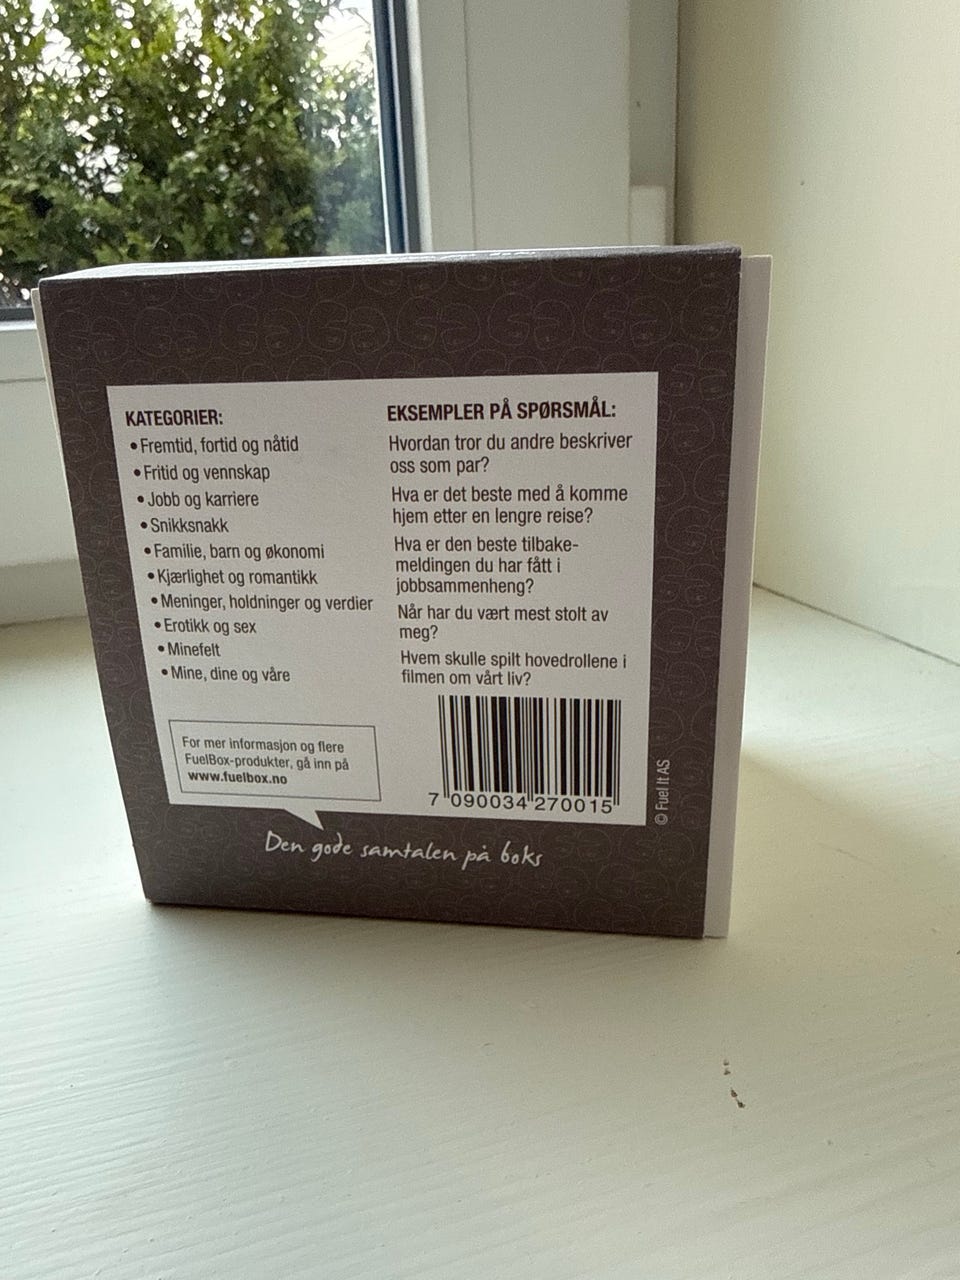 KATEGORIER:
• Fremtid, fortid og nåtid
• Fritid og vennskap
• Jobb og karriere
• Snikksnakk
• Familie, barn og økonomi
• Kjærlighet og romantikk
• Meninger, holdninger og verdier
• Erotikk og sex
• Minefelt
• Mine, dine og våre
For mer informasjon og flere
FuelBox-produkter, gå inn på
www.fuelbox.no
EKSEMPLER PÅ SPØRSMÅL:
Hvordan tror du andre beskriver
oss som par?
Hva er det beste med å komme
hjem etter en lengre reise?
Hva er den beste tilbake-
meldingen du har fått i
jobbsammenheng?
Når har du vært mest stolt av
meg?
Hvem skulle spilt hovedrollene i
filmen om vårt liv?
7 090034 270015
© Fuel It AS
Den gode samtalen på boks